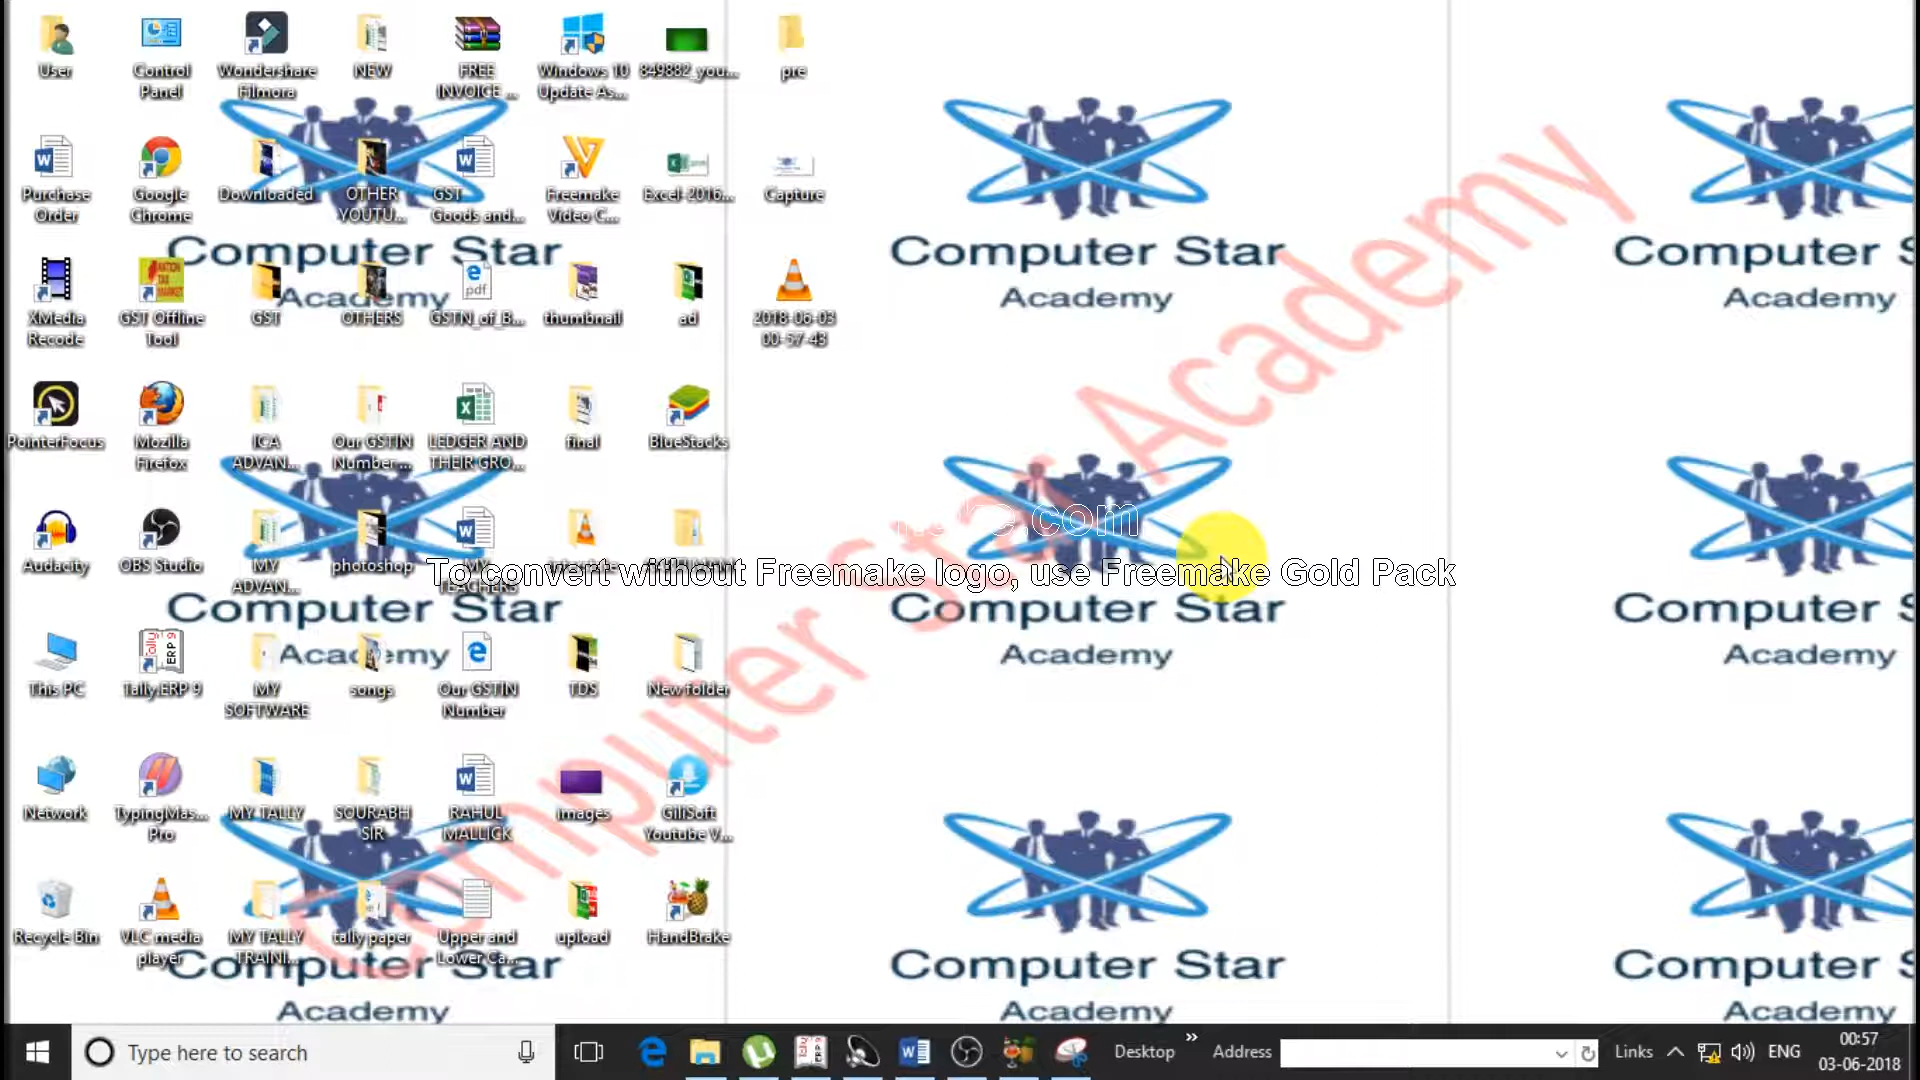 User
Control
Panel
Wondershare
Filmora
NEW
FREE
INVOICE ...
Windows 10
Update As...
849882_you...
pre
Purchase
Order
Google
Chrome
Downloaded
OTHER
YOUTU...
GST
Goods and...
Freemake
Video C...
Excel-2016...
Capture
Computer Star
Academy
Computer Star
Academy
Computer S
Academy
XMedia
Recode
GST Offline
Tool
GST
OTHERS
pdf
GSTN_of_B...
thumbnail
ad
2018-06-03
00-57-43
PointerFocus
Mozilla
Firefox
ICA
ADVAN...
Our GSTIN
Number ...
LEDGER AND
THEIR GRO...
final
BlueStacks
Audacity
OBS Studio
MY
ADVAN...
photoshop
MY
TEACHERS
.com
To convert without Freemake logo, use Freemake Gold Pack
Computer Star Academy
Computer Star
Academy
Computer Star
Academy
Computer S
Academy
This PC
Tally
ERP 9
Tally.ERP 9
MY
SOFTWARE
songs
Our GSTIN
Number
TDS
New folder
Network
TypingMas...
Pro
MY TALLY
SOURABH
SIR
RAHUL
MALLICK
images
GiliSoft
Youtube V...
Recycle Bin
VLC media
player
MY TALLY
TRAINI...
tally paper
Upper and
Lower Ca...
upload
HandBrake
Computer Star
Academy
Computer Star
Academy
Computer S
Academy
Type here to search
Desktop
Address
Links
ENG
00:57
03-06-2018